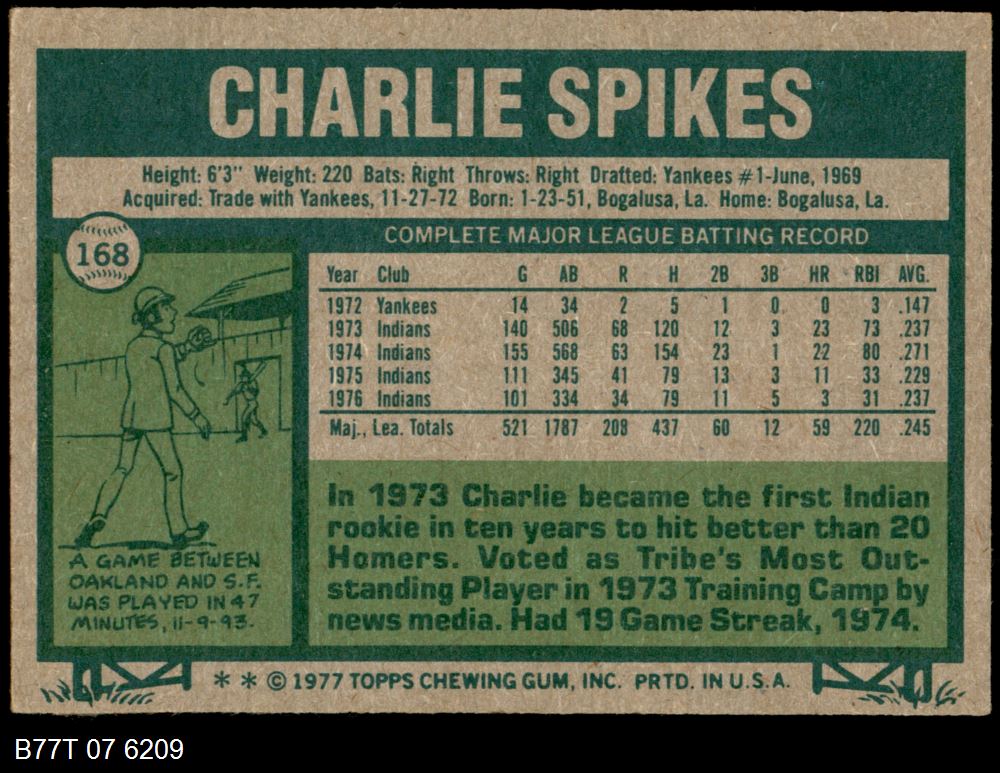 CHARLIE SPIKES
Height: 6'3" Weight: 220 Bats: Right Throws: Right Drafted: Yankees #1-June, 1969
Acquired: Trade with Yankees, 11-27-72 Born: 1-23-51, Bogalusa, La. Home: Bogalusa, La.
168
COMPLETE MAJOR LEAGUE BATTING RECORD
Year Club G AB R H 2B 3B HR RBI AVG.
1972 Yankees 14 34 2 5 1 0 0 3 .147
1973 Indians 140 506 68 120 12 3 23 73 .237
1974 Indians 155 568 63 154 23 1 22 80 .271
1975 Indians 111 345 41 79 13 3 11 33 .229
1976 Indians 101 334 34 79 11 5 3 31 .237
Maj., Lea. Totals 521 1787 208 437 60 12 59 220 .245
A GAME BETWEEN
OAKLAND AND S.F.
WAS PLAYED IN 47
MINUTES, 11-9-93.
In 1973 Charlie became the first Indian
rookie in ten years to hit better than 20
Homers. Voted as Tribe's Most Out-
standing Player in 1973 Training Camp by
news media. Had 19 Game Streak, 1974.
* * © 1977 TOPPS CHEWING GUM, INC. PRTD. IN U.S.A.
B77T 07 6209